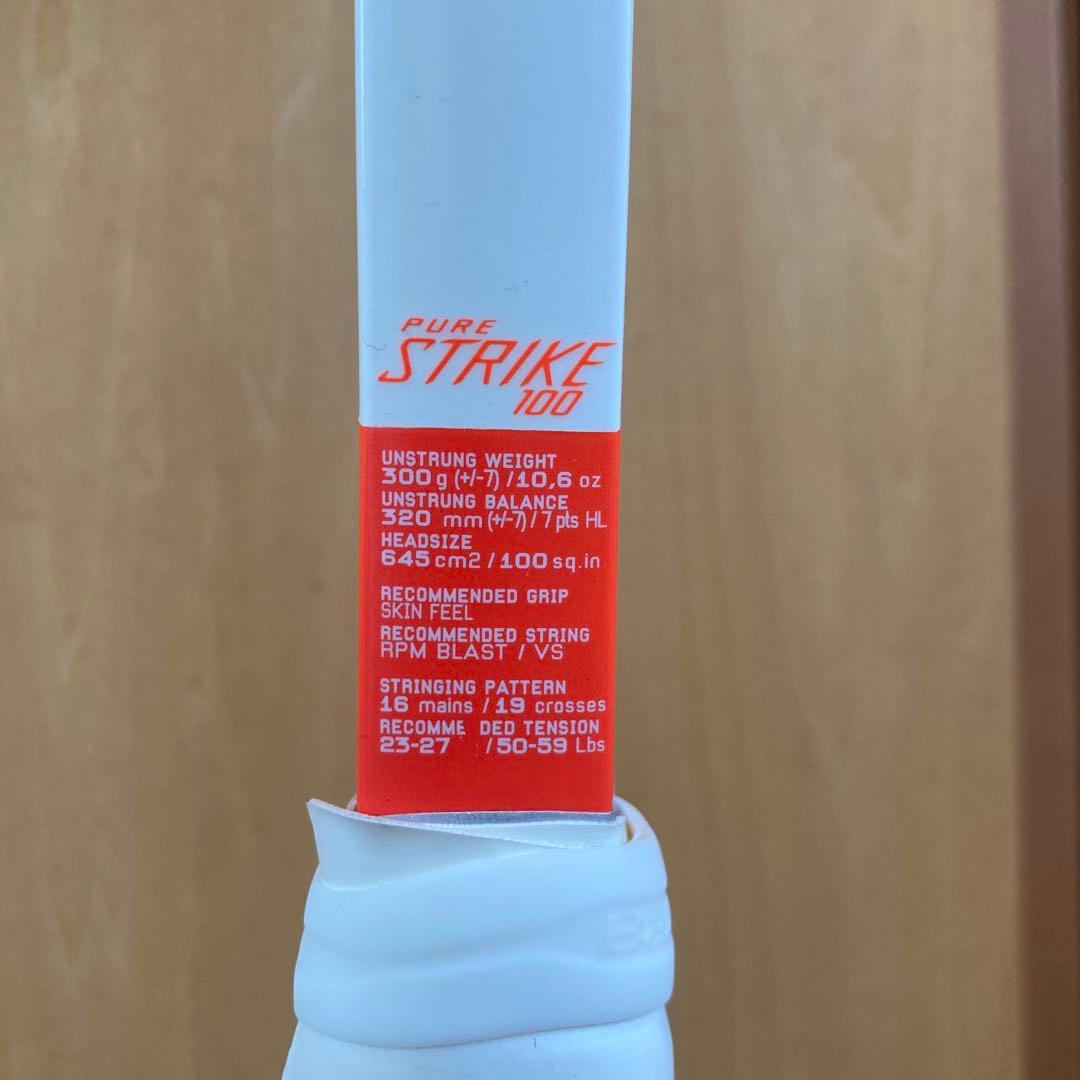 PURE
STRIKE
100
UNSTRUNG WEIGHT
300 g (+/-7) / 10,6 oz
UNSTRUNG BALANCE
320 mm (+/-7) / 7 pts HL
HEADSIZE
645 cm2 / 100 sq.in
RECOMMENDED GRIP
SKIN FEEL
RECOMMENDED STRING
RPM BLAST / VS
STRINGING PATTERN
16 mains / 19 crosses
RECOMME DED TENSION
23-27 / 50-59 Lbs
Ba